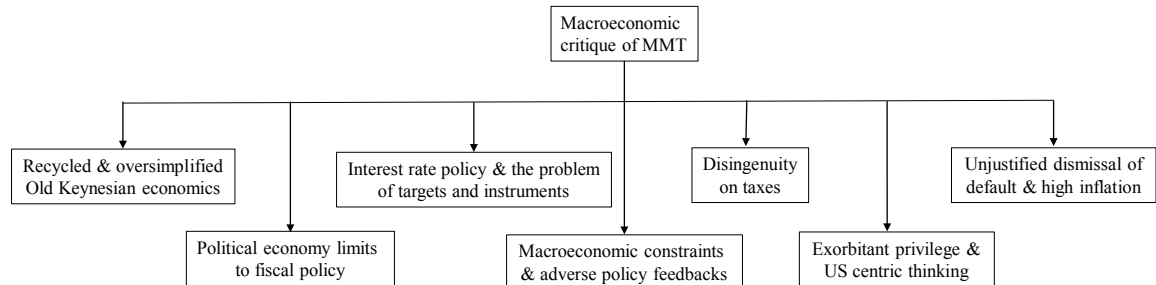 Macroeconomic
critique of MMT
Recycled & oversimplified
Old Keynesian economics
Interest rate policy & the problem
of targets and instruments
Disingenuity
on taxes
Unjustified dismissal of
default & high inflation
Political economy limits
to fiscal policy
Macroeconomic constraints
& adverse policy feedbacks
Exorbitant privilege &
US centric thinking